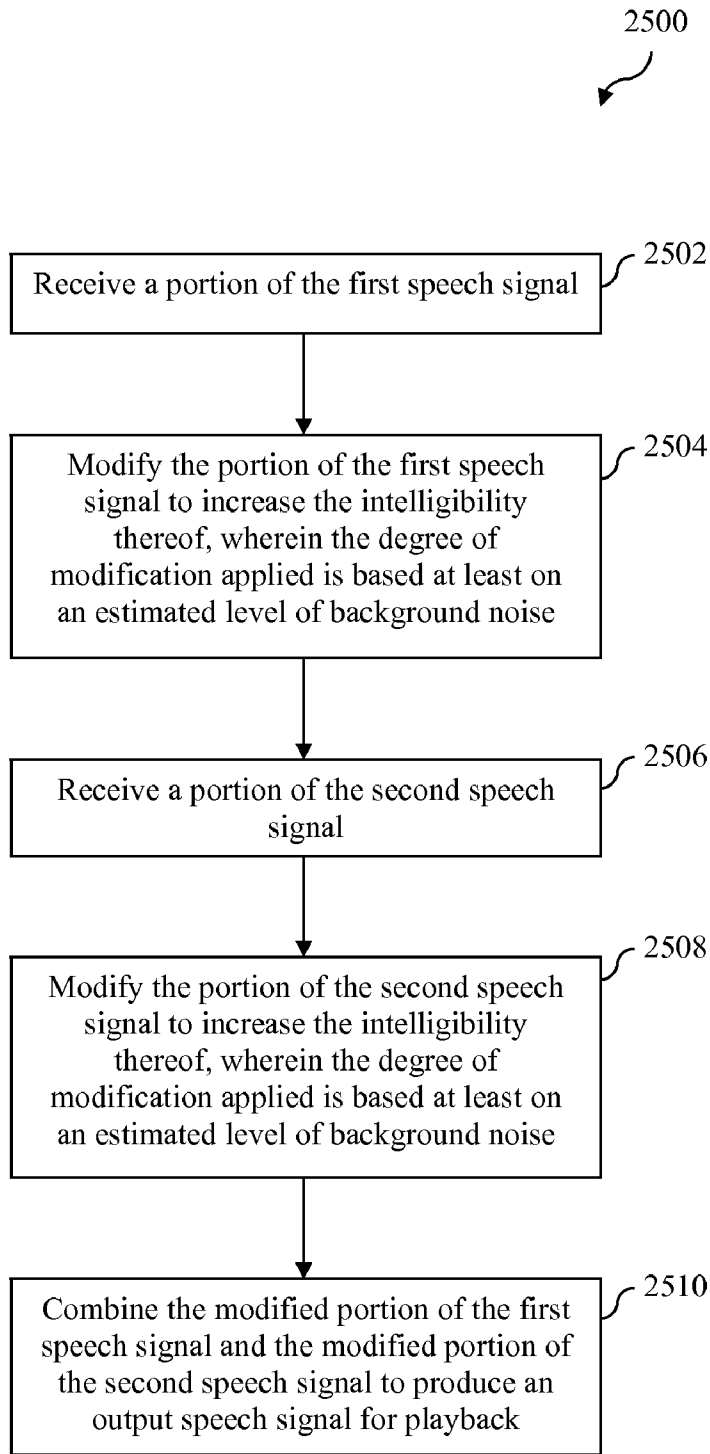 2500
2502
Receive a portion of the first speech signal
2504
Modify the portion of the first speech
signal to increase the intelligibility
thereof, wherein the degree of
modification applied is based at least on
an estimated level of background noise
2506
Receive a portion of the second speech
signal
2508
Modify the portion of the second speech
signal to increase the intelligibility
thereof, wherein the degree of
modification applied is based at least on
an estimated level of background noise
2510
Combine the modified portion of the first
speech signal and the modified portion of
the second speech signal to produce an
output speech signal for playback